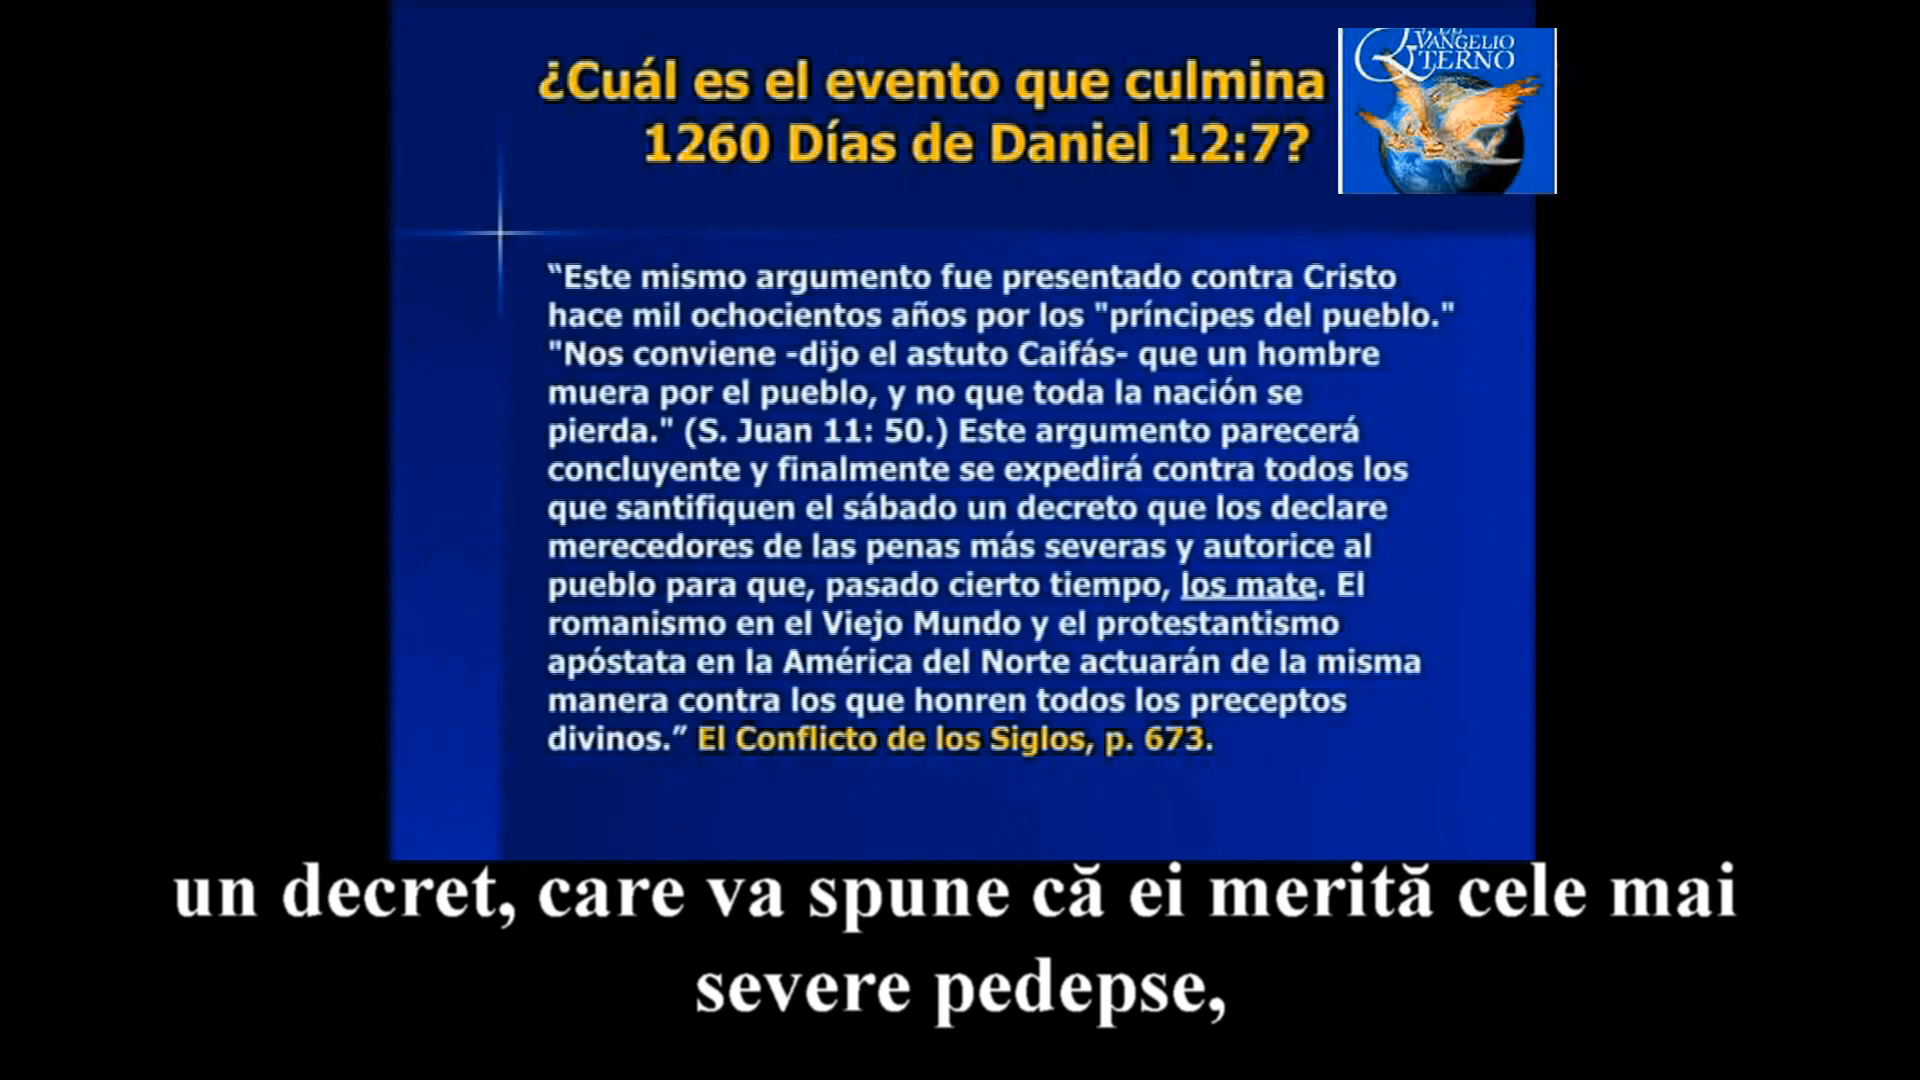 ¿Cuál es el evento que culmina
1260 Días de Daniel 12:7?
VANGELIO
TERNO
“Este mismo argumento fue presentado contra Cristo
hace mil ochocientos años por los "príncipes del pueblo."
"Nos conviene -dijo el astuto Caifás- que un hombre
muera por el pueblo, y no que toda la nación se
pierda." (S. Juan 11: 50.) Este argumento parecerá
concluyente y finalmente se expedirá contra todos los
que santifiquen el sábado un decreto que los declare
merecedores de las penas más severas y autorice al
pueblo para que, pasado cierto tiempo, los mate. El
romanismo en el Viejo Mundo y el protestantismo
apóstata en la América del Norte actuarán de la misma
manera contra los que honren todos los preceptos
divinos.” El Conflicto de los Siglos, p. 673.
un decret, care va spune că ei merită cele mai
severe pedepse,